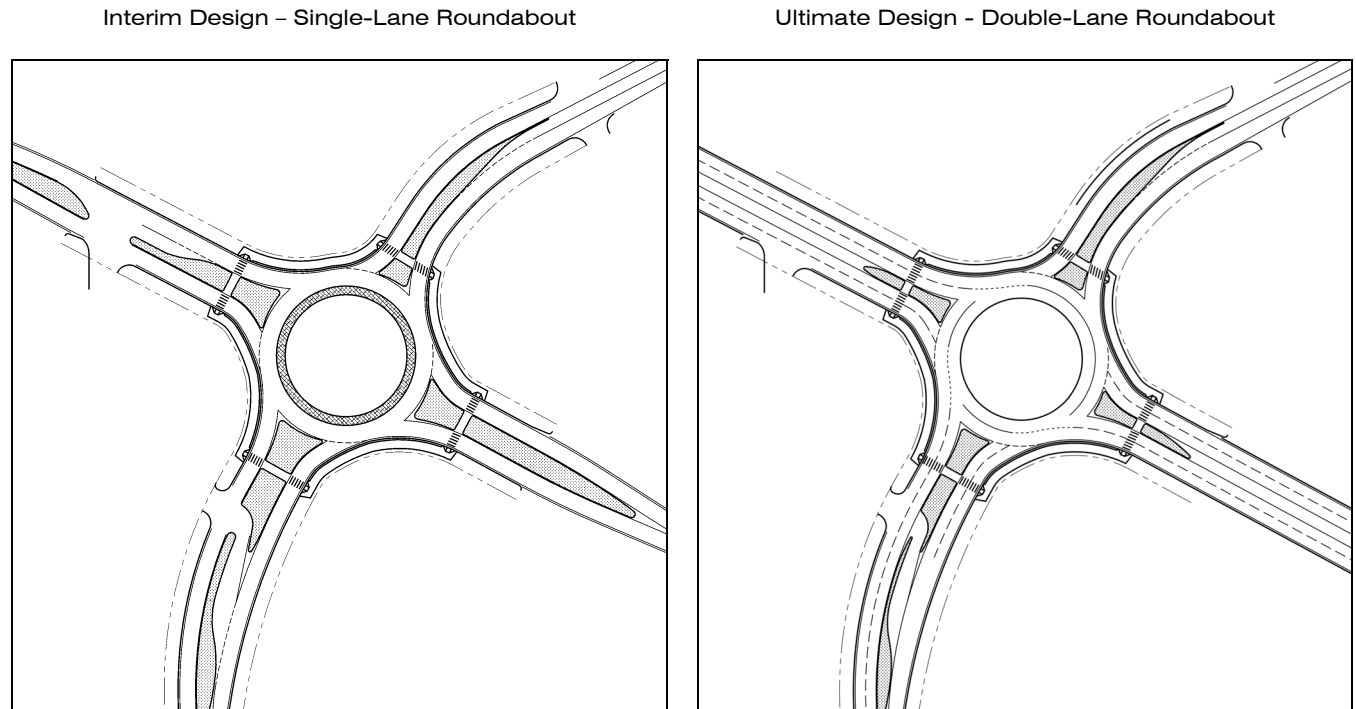 Interim Design – Single-Lane Roundabout
Ultimate Design - Double-Lane Roundabout